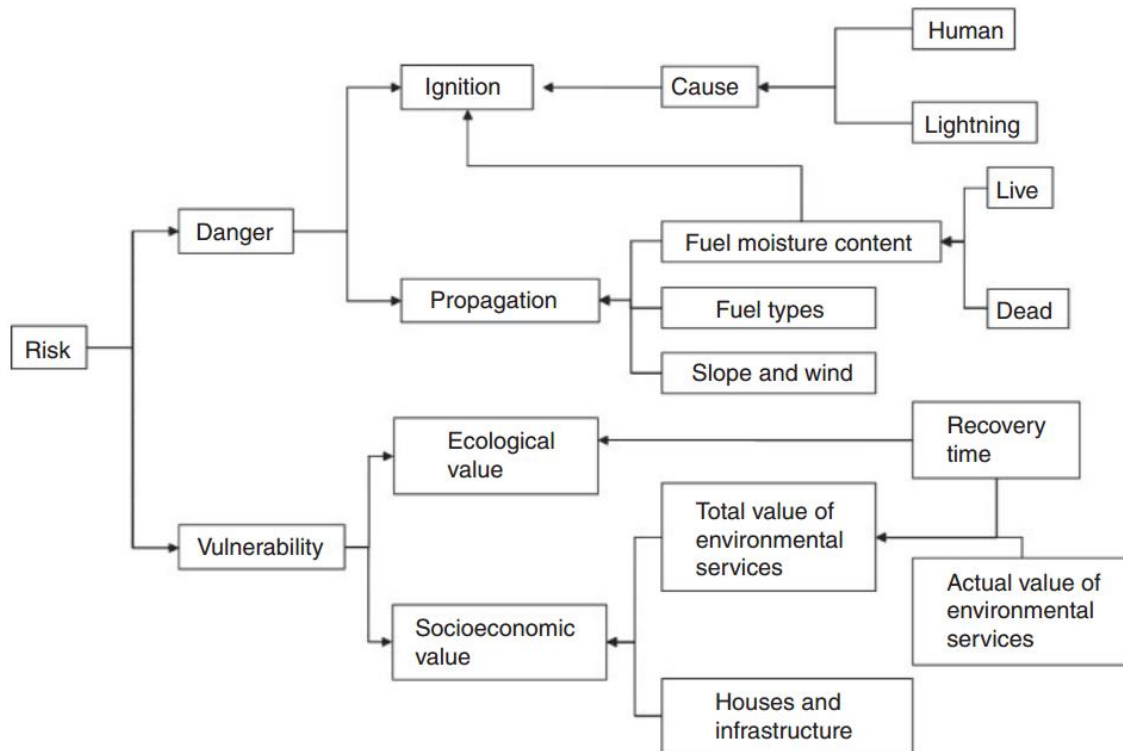 Human
Ignition
Cause
Lightning
Live
Danger
Fuel moisture content
Propagation
Fuel types
Dead
Risk
Slope and wind
Ecological
value
Recovery
time
Vulnerability
Total value of
environmental
services
Socioeconomic
value
Actual value of
environmental
services
Houses and
infrastructure